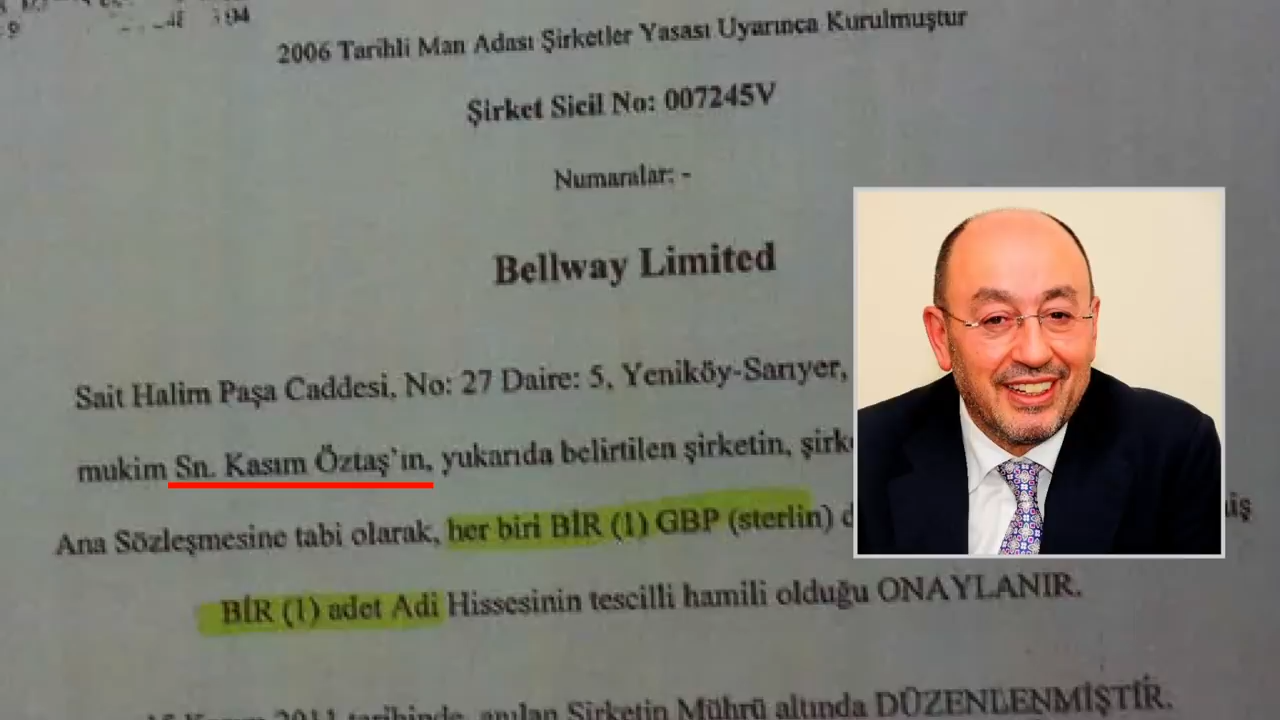 2006 Tarihli Man Adası Şirketler Yasası Uyarınca Kurulmuştur
Şirket Sicil No: 007245V
Numaralar: -
Bellway Limited
Sait Halim Paşa Caddesi, No: 27 Daire: 5, Yeniköy-Sarıyer,
mukim Sn. Kasım Öztaş'ın, yukarıda belirtilen şirketin,
Ana Sözleşmesine tabi olarak, her biri BİR (1) GBP (sterlin)
BİR (1) adet Adi Hissesinin tescilli hamili olduğu ONAYLANIR.
2011 tarihinde, anılan Şirketin Mührü altında DÜZENLENMİŞTİR.